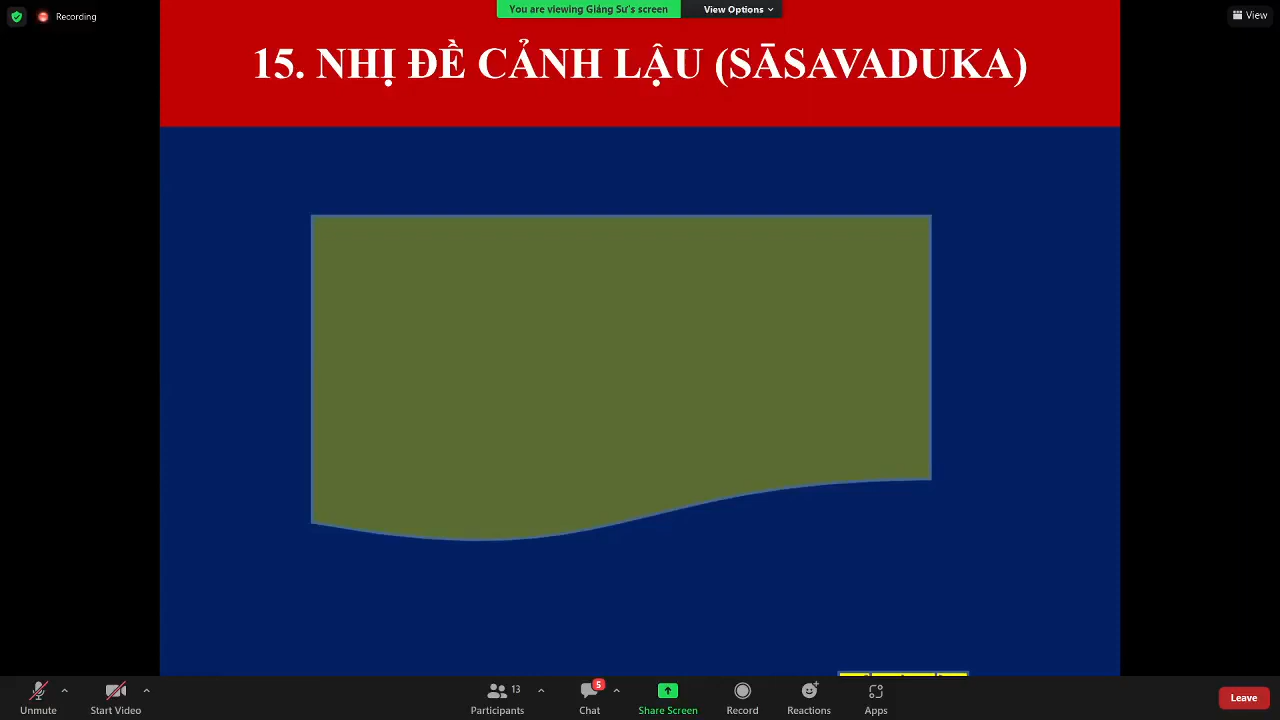 You are viewing Giảng Sư's screen
View Options
Recording
View
15. NHỊ ĐỀ CẢNH LẬU (SĀSAVADUKA)
Unmute
Start Video
13
Participants
5
Chat
Share Screen
Record
Reactions
Apps
Leave